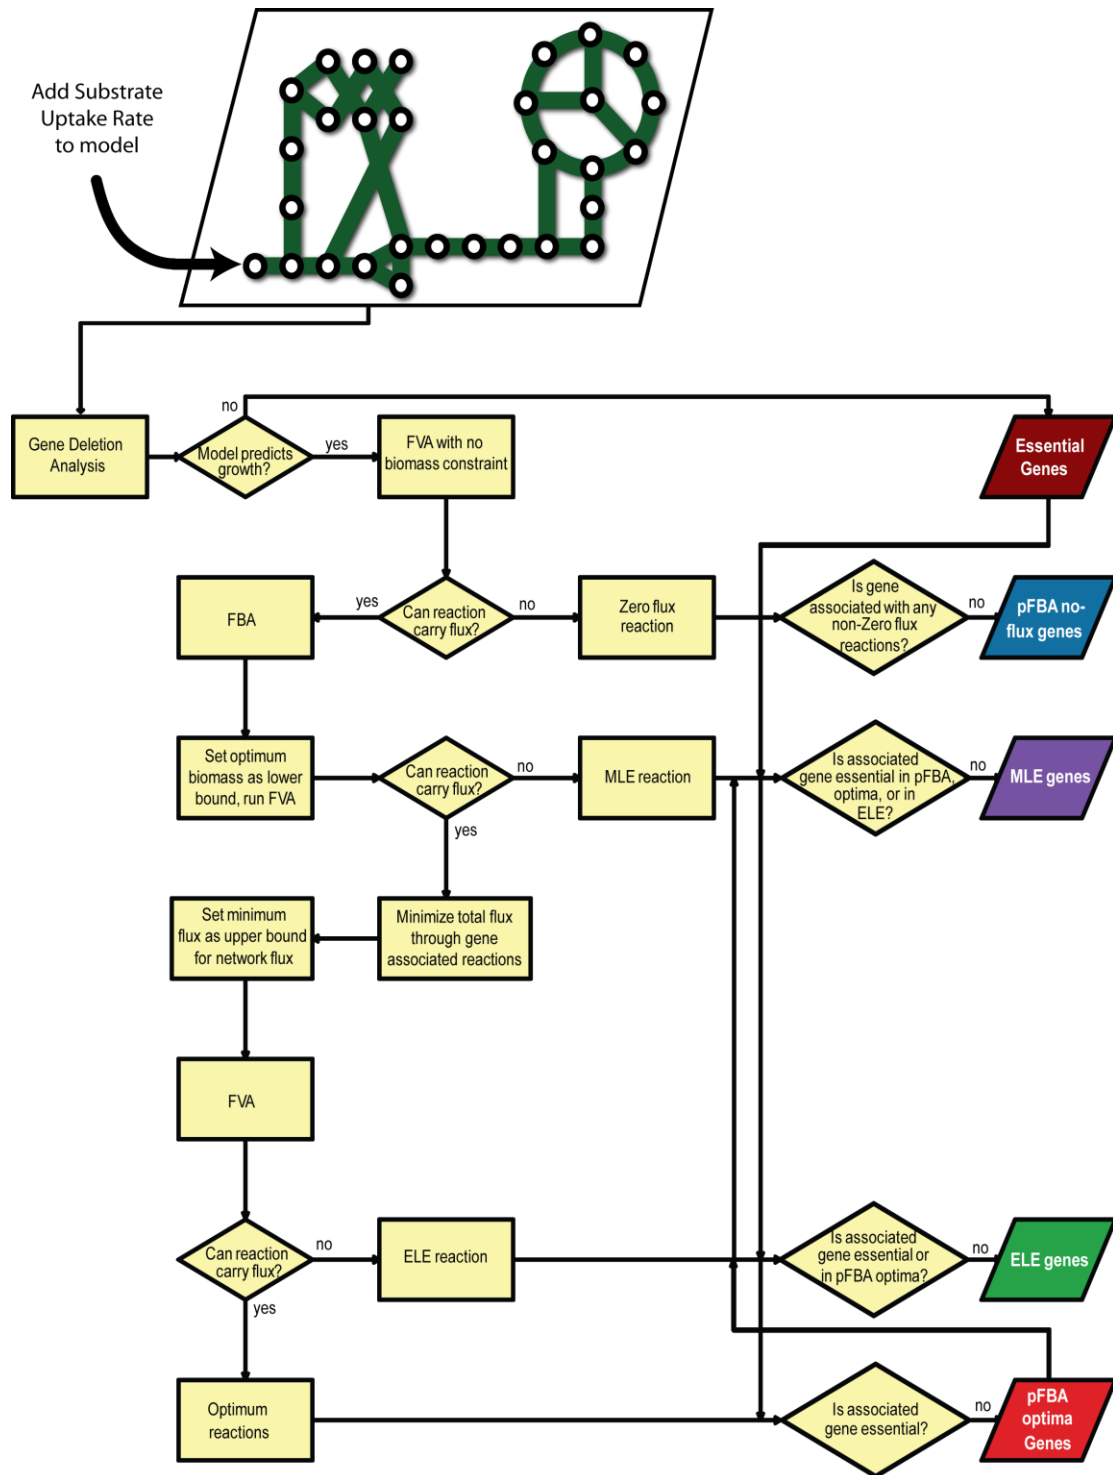 Add Substrate
Uptake Rate
to model
no
Gene Deletion
Analysis
Model predicts
growth?
yes
FVA with no
biomass constraint
Essential
Genes
FBA
yes
Can reaction
carry flux?
no
Zero flux
reaction
Is gene
associated with any
non-Zero flux
reactions?
no
pFBA no-
flux genes
Set optimum
biomass as lower
bound, run FVA
Can reaction
carry flux?
no
yes
MLE reaction
Is associated
gene essential in pFBA,
optima, or in
ELE?
no
MLE genes
Set minimum
flux as upper bound
for network flux
Minimize total flux
through gene
associated reactions
FVA
Can reaction
carry flux?
no
yes
ELE reaction
Is associated
gene essential or
in pFBA optima?
no
ELE genes
Optimum
reactions
Is associated
gene essential?
no
pFBA
optima
Genes